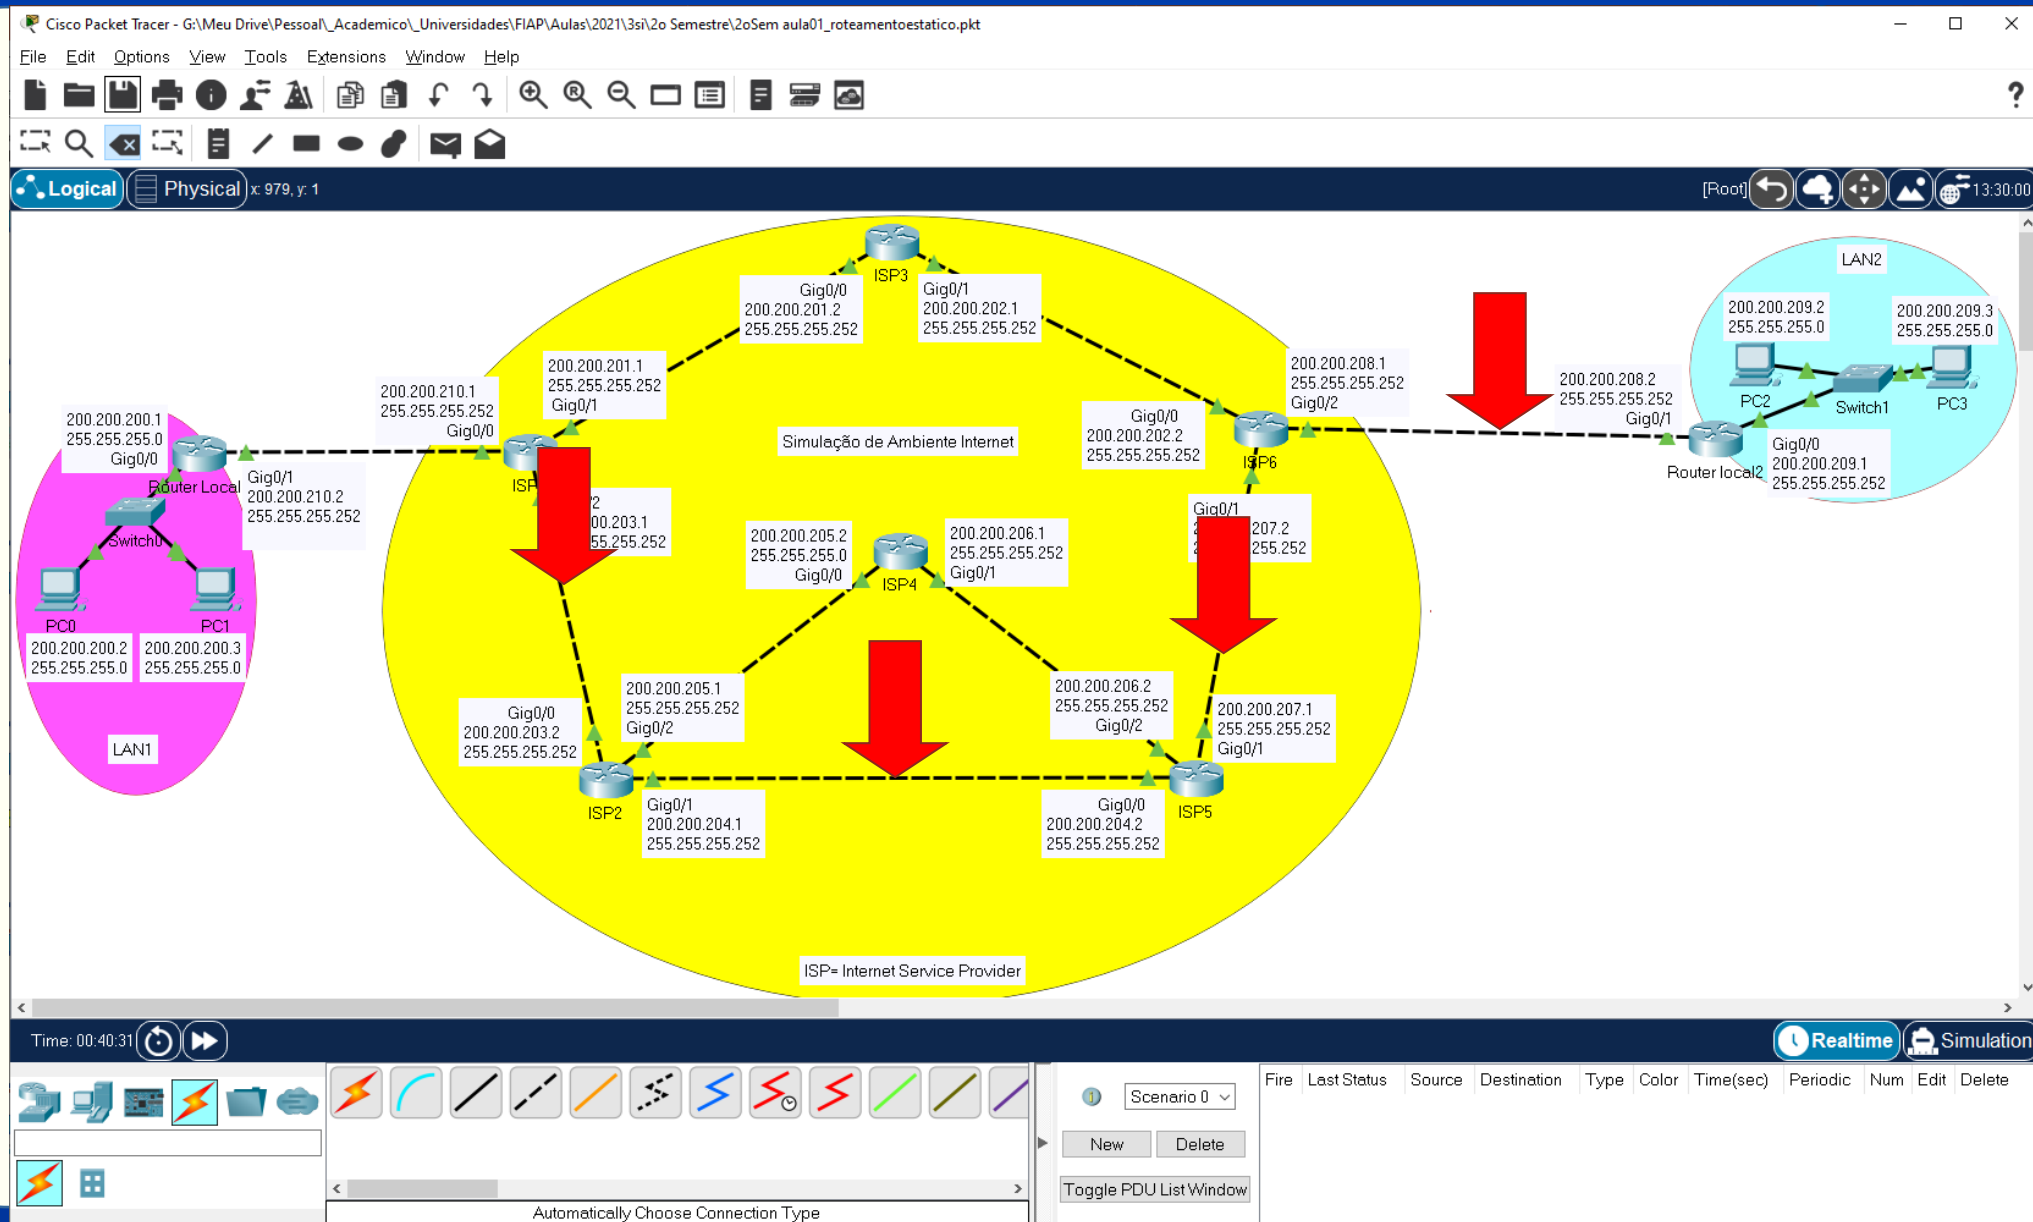 Cisco Packet Tracer - G:\Meu Drive\Pessoal\_Academico\_Universidades\FIAP\Aulas\2021\3si\2o Semestre\2oSem aula01_roteamentoestatico.pkt
File Edit Options View Tools Extensions Window Help
?
Logical Physical x: 979, y: 1
[Root] 13:30:00
ISP3
Gig0/0
200.200.201.2
255.255.255.252
Gig0/1
200.200.202.1
255.255.255.252
LAN2
200.200.209.2
255.255.255.0
200.200.209.3
255.255.255.0
PC2
Switch1
PC3
200.200.201.1
255.255.255.252
Gig0/1
200.200.208.1
255.255.255.252
Gig0/2
200.200.208.2
255.255.255.252
Gig0/1
200.200.210.1
255.255.255.252
Gig0/0
200.200.200.1
255.255.255.0
Gig0/0
Simulação de Ambiente Internet
Gig0/0
200.200.202.2
255.255.255.252
ISP6
Router local2
Gig0/0
200.200.209.1
255.255.255.252
Router Local
Gig0/1
200.200.210.2
255.255.255.252
ISP
/2
00.203.1
55.255.252
Gig0/1
207.2
255.252
Switch0
200.200.205.2
255.255.255.0
Gig0/0
200.200.206.1
255.255.255.252
Gig0/1
ISP4
PC0
PC1
200.200.200.2
255.255.255.0
200.200.200.3
255.255.255.0
LAN1
Gig0/0
200.200.203.2
255.255.255.252
200.200.205.1
255.255.255.252
Gig0/2
200.200.206.2
255.255.255.252
Gig0/2
200.200.207.1
255.255.255.252
Gig0/1
ISP2
Gig0/1
200.200.204.1
255.255.255.252
Gig0/0
200.200.204.2
255.255.255.252
ISP5
ISP= Internet Service Provider
Time: 00:40:31
Realtime Simulation
Scenario 0
New Delete
Toggle PDU List Window
Fire Last Status Source Destination Type Color Time(sec) Periodic Num Edit Delete
Automatically Choose Connection Type